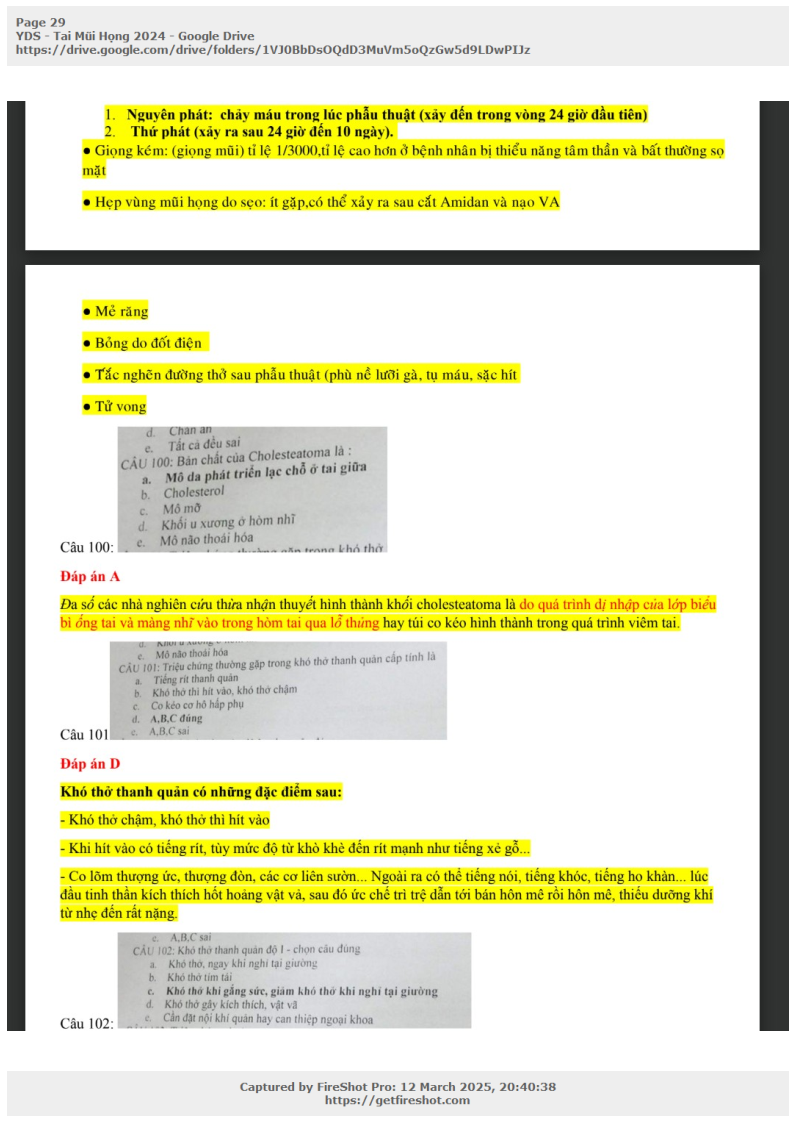 Page 29
YDS - Tai Mũi Họng 2024 - Google Drive
https://drive.google.com/drive/folders/1VJ0BbDsOQdD3MuVm5oQzGw5d9LDwPIJz
1. Nguyên phát: chảy máu trong lúc phẫu thuật (xảy đến trong vòng 24 giờ đầu tiên)
2. Thứ phát (xảy ra sau 24 giờ đến 10 ngày).
● Giọng kém: (giọng mũi) tỉ lệ 1/3000,tỉ lệ cao hơn ở bệnh nhân bị thiểu năng tâm thần và bất thường sọ
mặt
● Hẹp vùng mũi họng do sẹo: ít gặp,có thể xảy ra sau cắt Amidan và nạo VA
● Mẻ răng
● Bỏng do đốt điện
● Tắc nghẽn đường thở sau phẫu thuật (phù nề lưỡi gà, tụ máu, sặc hít
● Tử vong
d. Chán ăn
e. Tất cả đều sai
CÂU 100: Bản chất của Cholesteatoma là :
a. Mô da phát triển lạc chỗ ở tai giữa
b. Cholesterol
c. Mô mỡ
d. Khối u xương ở hòm nhĩ
e. Mô não thoái hóa
Câu 100:
Đáp án A
Đa số các nhà nghiên cứu thừa nhận thuyết hình thành khối cholesteatoma là do quá trình dị nhập của lớp biểu
bì ống tai và màng nhĩ vào trong hòm tai qua lỗ thủng hay túi co kéo hình thành trong quá trình viêm tai.
e. Mô não thoái hóa
CÂU 101: Triệu chứng thường gặp trong khó thở thanh quản cấp tính là
a. Tiếng rít thanh quản
b. Khó thở thì hít vào, khó thở chậm
c. Co kéo cơ hô hấp phụ
d. A,B,C đúng
e. A,B,C sai
Câu 101
Đáp án D
Khó thở thanh quản có những đặc điểm sau:
- Khó thở chậm, khó thở thì hít vào
- Khi hít vào có tiếng rít, tùy mức độ từ khò khè đến rít mạnh như tiếng xẻ gỗ...
- Co lõm thượng ức, thượng đòn, các cơ liên sườn... Ngoài ra có thể tiếng nói, tiếng khóc, tiếng ho khàn... lúc
đầu tinh thần kích thích hốt hoảng vật vả, sau đó ức chế trì trệ dẫn tới bán hôn mê rồi hôn mê, thiếu dưỡng khí
từ nhẹ đến rất nặng.
e. A,B,C sai
CÂU 102: Khó thở thanh quản độ I - chọn câu đúng
a. Khó thở, ngay khi nghỉ tại giường
b. Khó thở tím tái
c. Khó thở khi gắng sức, giảm khó thở khi nghỉ tại giường
d. Khó thở gây kích thích, vật vã
e. Cần đặt nội khí quản hay can thiệp ngoại khoa
Câu 102:
Captured by FireShot Pro: 12 March 2025, 20:40:38
https://getfireshot.com